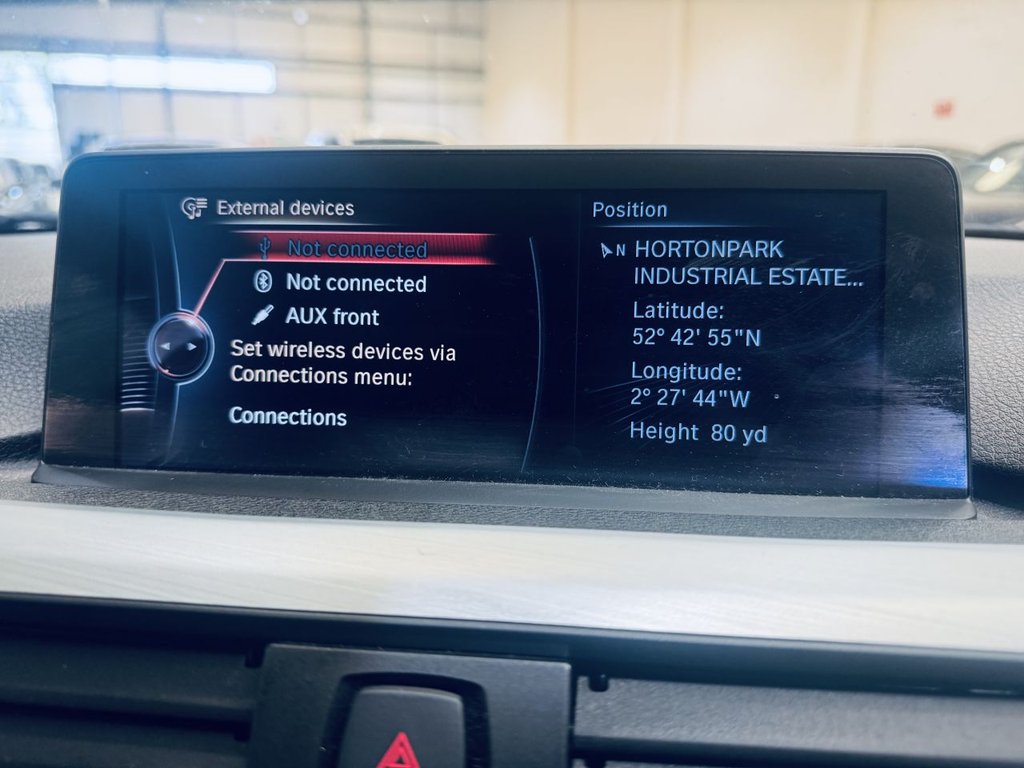 External devices
Not connected
Not connected
AUX front
Set wireless devices via
Connections menu:
Connections
Position
N HORTONPARK
INDUSTRIAL ESTATE...
Latitude:
52° 42' 55"N
Longitude:
2° 27' 44"W
Height 80 yd